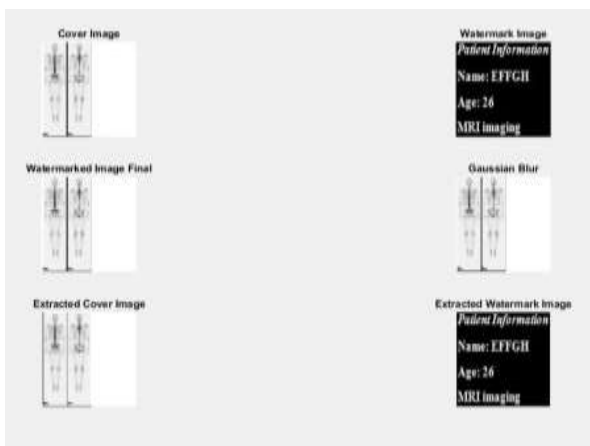 Cover Image
Watermark Image
Patient Information
Name: EFFGH
Age: 26
MRI imaging
Watermarked Image Final
Gaussian Blur
Extracted Cover Image
Extracted Watermark Image
Patient Information
Name: EFFGH
Age: 26
MRI imaging